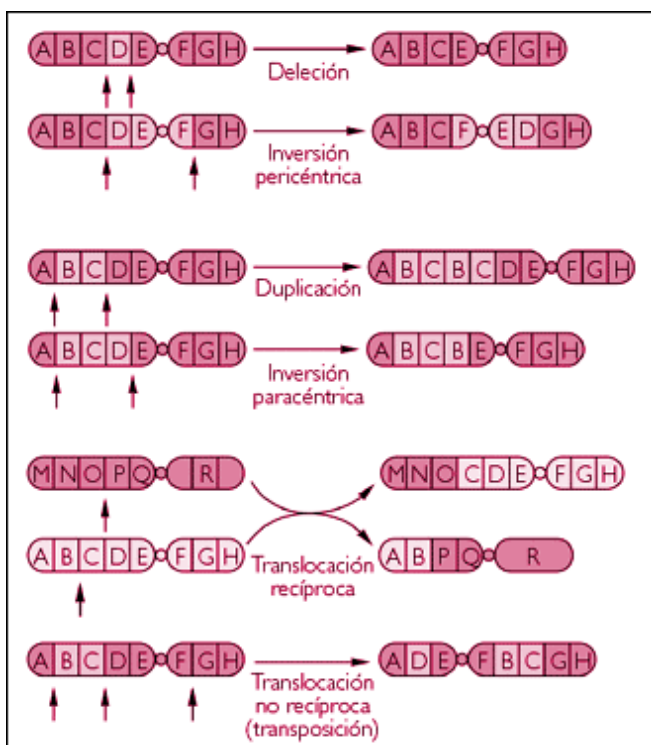 ABCDE FGH ABCE FGH
Deleción
ABCDE FGH ABCF EDGH
Inversión
pericéntrica
ABCDE FGH ABCBCDE FGH
Duplicación
ABCDE FGH ABCBE FGH
Inversión
paracéntrica
MNOPQ R MNOCDE FGH
ABCDE FGH ABPQ R
Translocación
recíproca
ABCDE FGH ADE FBCGH
Translocación
no recíproca
(transposición)